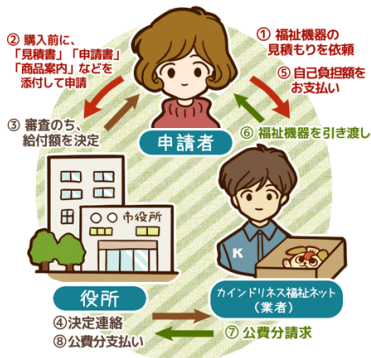 ① 福祉機器の
見積もりを依頼
② 購入前に、
「見積書」「申請書」
「商品案内」などを
添付して申請
⑤ 自己負担額を
お支払い
③ 審査のち、
給付額を決定
申請者
⑥ 福祉機器を引き渡し
○○市役所
K
役所
カインドリネス福祉ネット
（業者）
④決定連絡
⑧公費分支払い
⑦ 公費分請求